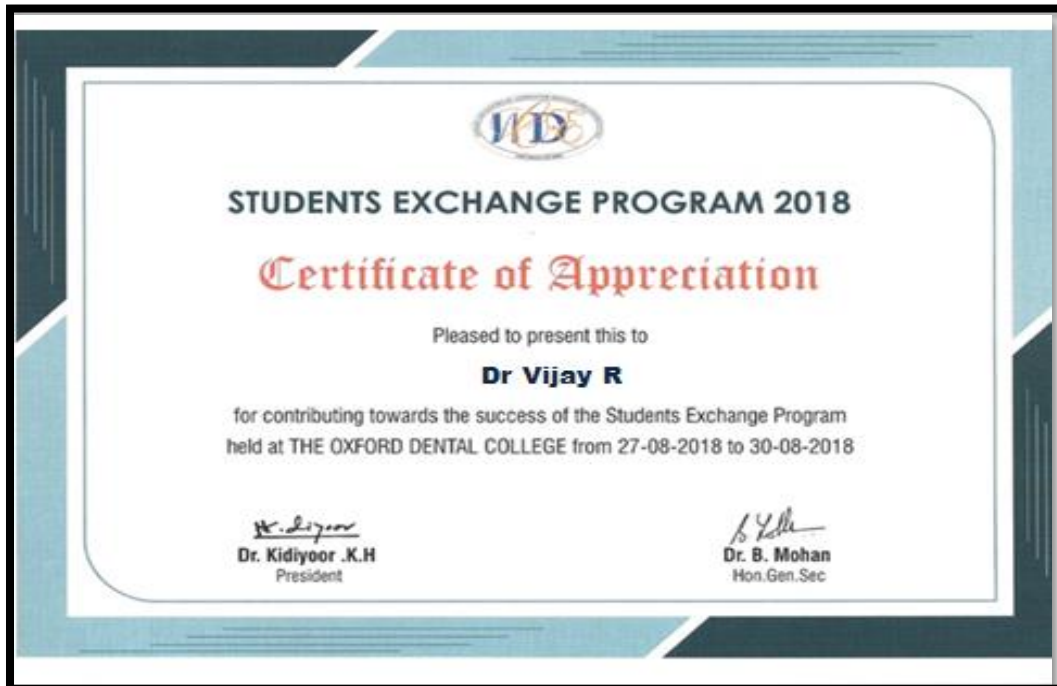 STUDENTS EXCHANGE PROGRAM 2018
Certificate of Appreciation
Pleased to present this to
Dr Vijay R
for contributing towards the success of the Students Exchange Program
held at THE OXFORD DENTAL COLLEGE from 27-08-2018 to 30-08-2018
Dr. Kidiyoor .K.H
President
Dr. B. Mohan
Hon.Gen.Sec